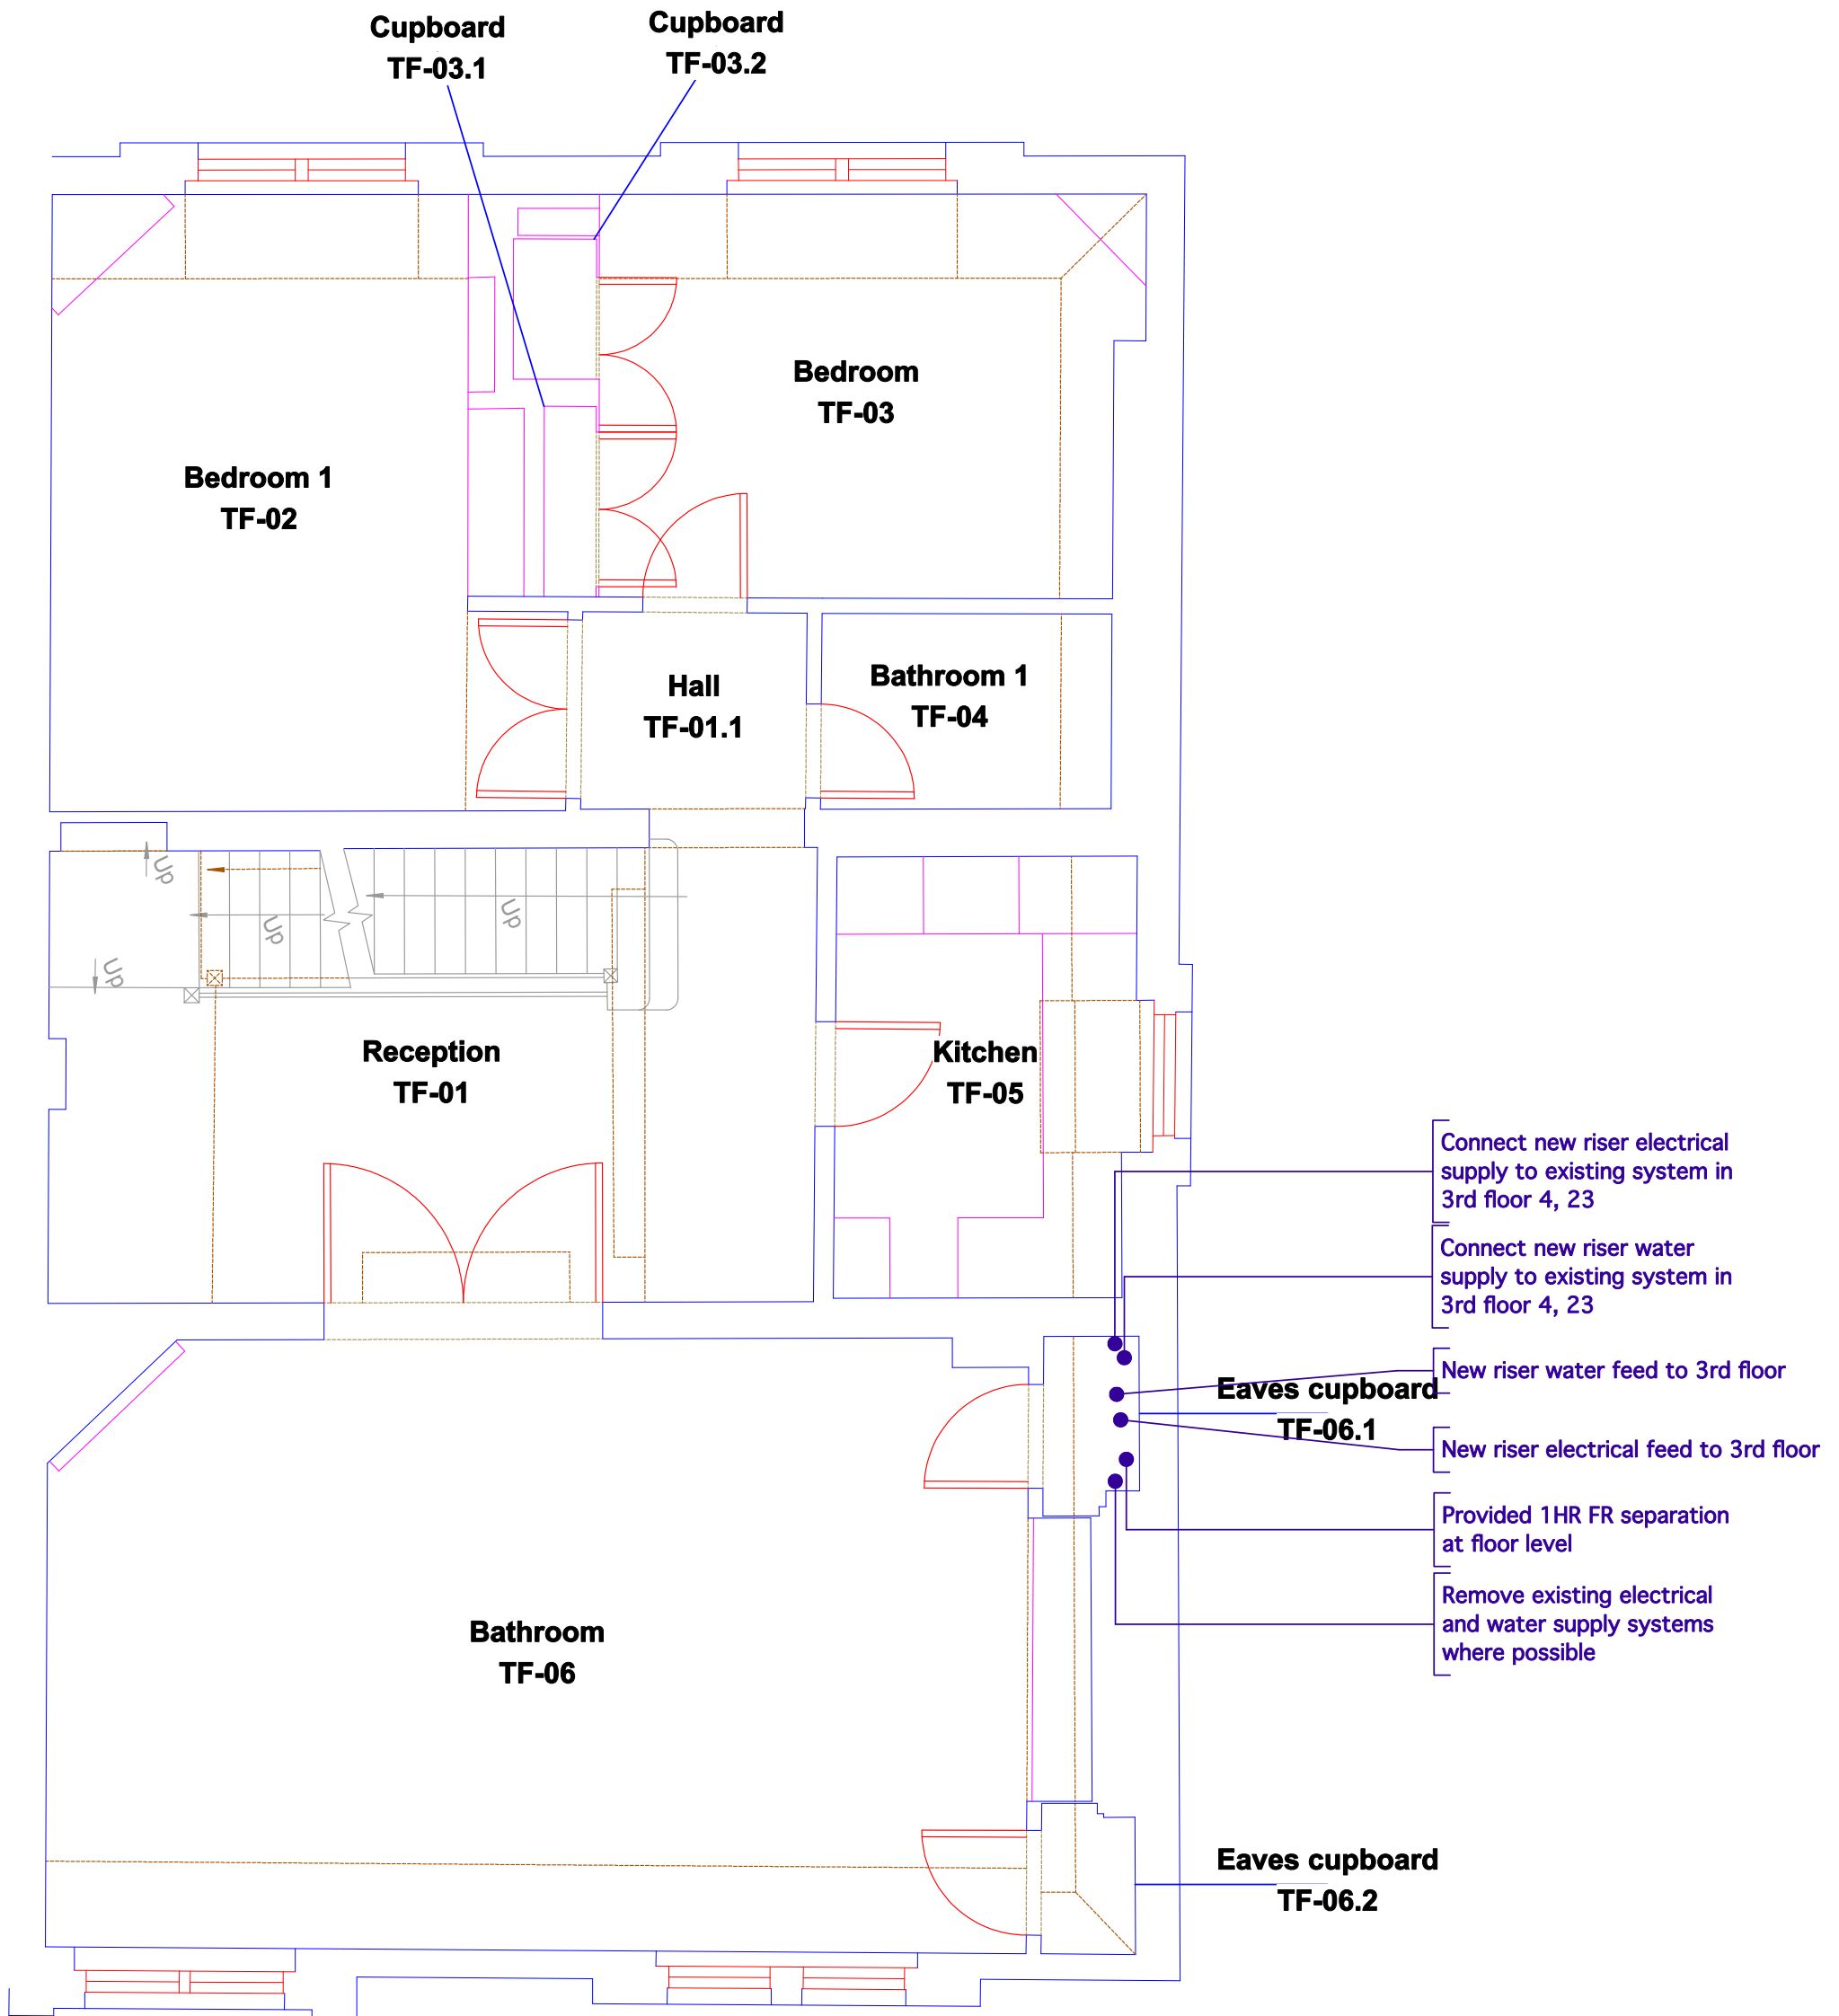 Cupboard
TF-03.1
Cupboard
TF-03.2
Bedroom
TF-03
Bedroom 1
TF-02
Hall
TF-01.1
Bathroom 1
TF-04
Up
Up
Up
Up
Reception
TF-01
Kitchen
TF-05
Connect new riser electrical
supply to existing system in
3rd floor 4, 23
Connect new riser water
supply to existing system in
3rd floor 4, 23
New riser water feed to 3rd floor
Eaves cupboard
TF-06.1
New riser electrical feed to 3rd floor
Provided 1HR FR separation
at floor level
Remove existing electrical
and water supply systems
where possible
Bathroom
TF-06
Eaves cupboard
TF-06.2